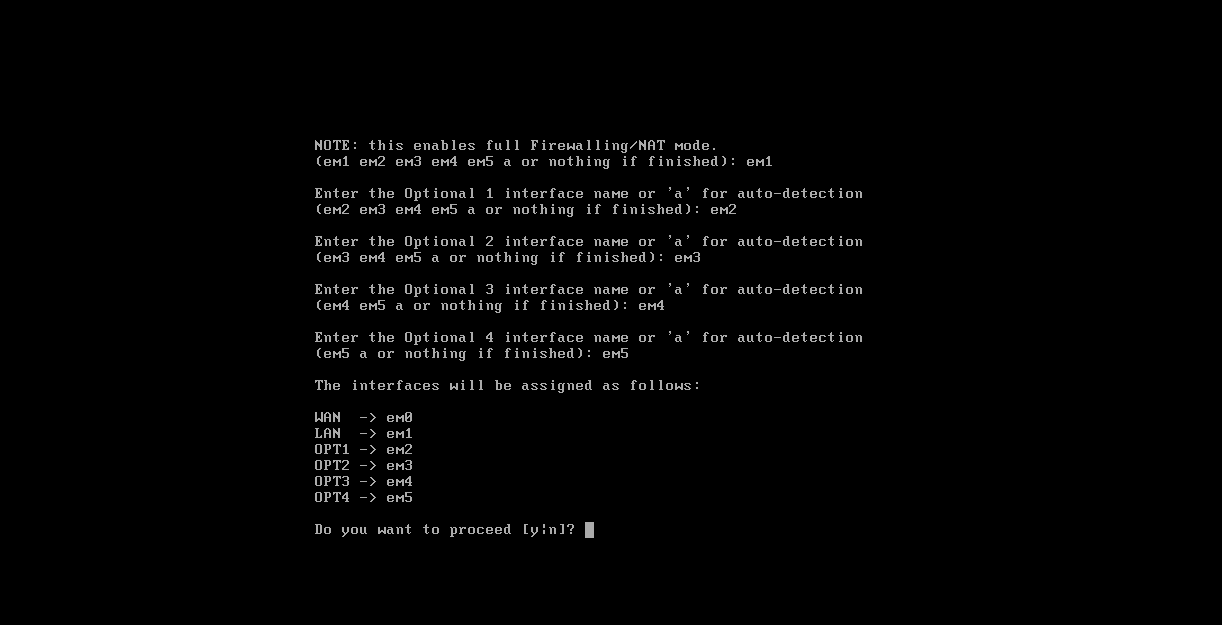 NOTE: this enables full Firewalling/NAT mode.
(em1 em2 em3 em4 em5 a or nothing if finished): em1
Enter the Optional 1 interface name or 'a' for auto-detection
(em2 em3 em4 em5 a or nothing if finished): em2
Enter the Optional 2 interface name or 'a' for auto-detection
(em3 em4 em5 a or nothing if finished): em3
Enter the Optional 3 interface name or 'a' for auto-detection
(em4 em5 a or nothing if finished): em4
Enter the Optional 4 interface name or 'a' for auto-detection
(em5 a or nothing if finished): em5
The interfaces will be assigned as follows:
WAN  -> em0
LAN  -> em1
OPT1 -> em2
OPT2 -> em3
OPT3 -> em4
OPT4 -> em5
Do you want to proceed [y|n]?